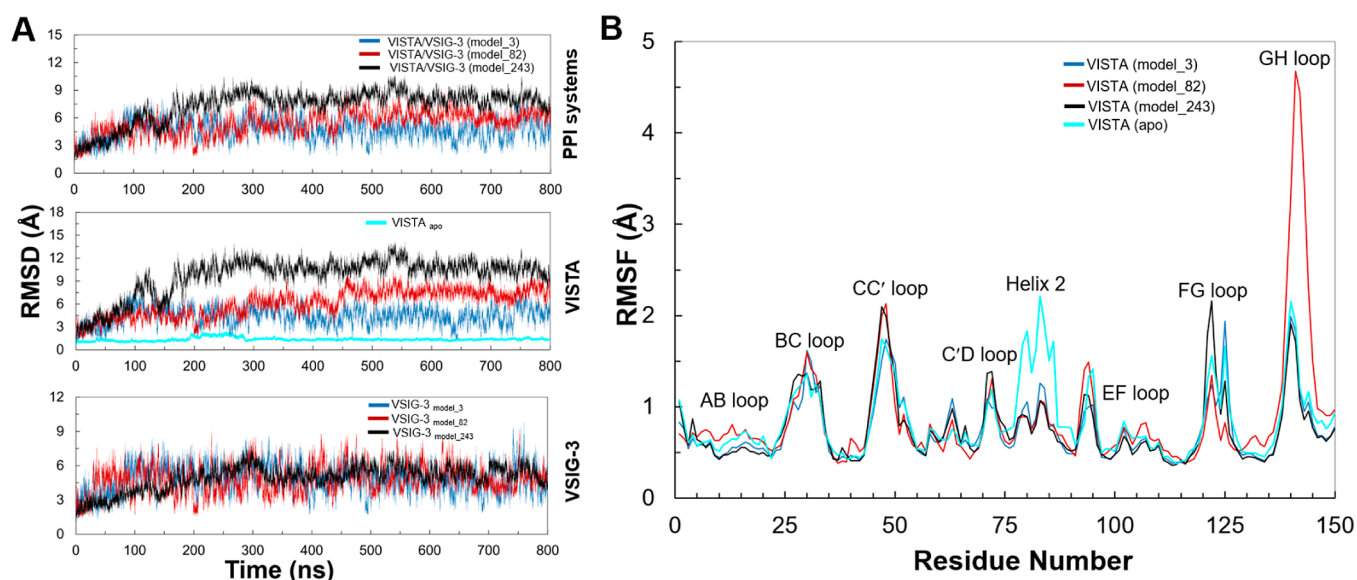 A
15
12
9
6
3
0
VISTA/VSIG-3 (model_3)
VISTA/VSIG-3 (model_82)
VISTA/VSIG-3 (model_243)
0 100 200 300 400 500 600 700 800
PPI systems
RMSD (Å)
18
15
12
9
6
3
0
VISTA apo
0 100 200 300 400 500 600 700 800
VISTA
12
9
6
3
0
VSIG-3 model_3
VSIG-3 model_82
VSIG-3 model_243
0 100 200 300 400 500 600 700 800
VSIG-3
Time (ns)
B
5
4
3
2
1
0
RMSF (Å)
VISTA (model_3)
VISTA (model_82)
VISTA (model_243)
VISTA (apo)
GH loop
CC′ loop
Helix 2
FG loop
BC loop
C′D loop
AB loop
EF loop
0 25 50 75 100 125 150
Residue Number